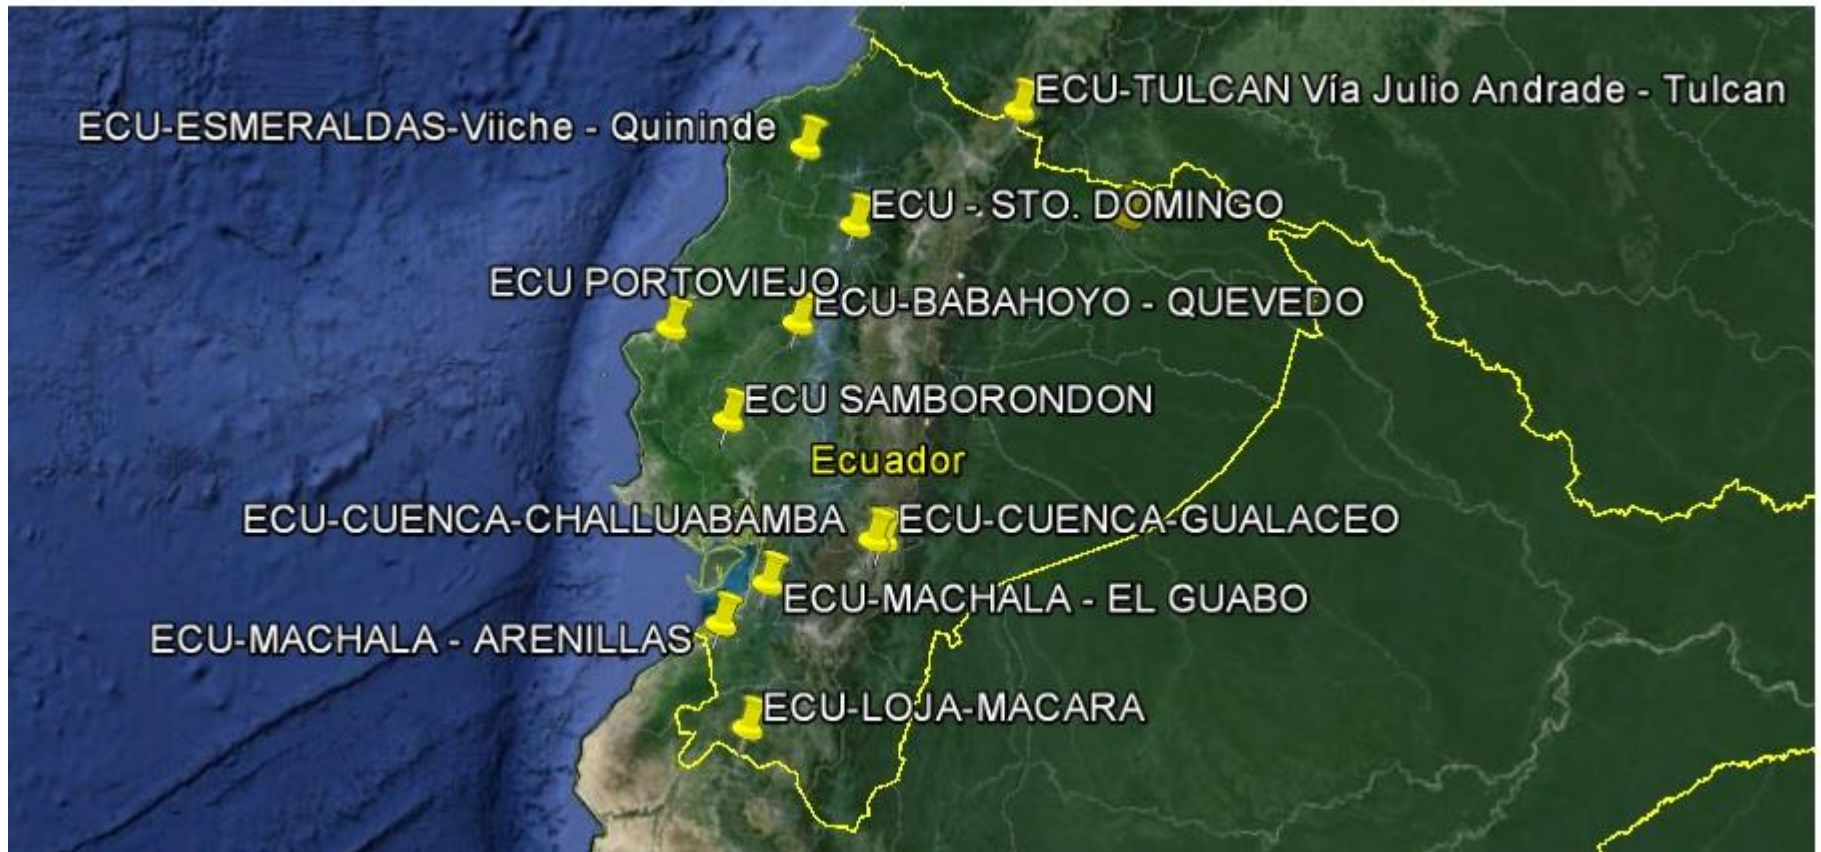 ECU-TULCAN Vía Julio Andrade - Tulcan
ECU-ESMERALDAS-Viiche - Quininde
ECU - STO. DOMINGO
ECU PORTOVIEJO
ECU-BABAHOYO - QUEVEDO
ECU SAMBORONDON
Ecuador
ECU-CUENCA-CHALLUABAMBA
ECU-CUENCA-GUALACEO
ECU-MACHALA - EL GUABO
ECU-MACHALA - ARENILLAS
ECU-LOJA-MACARA